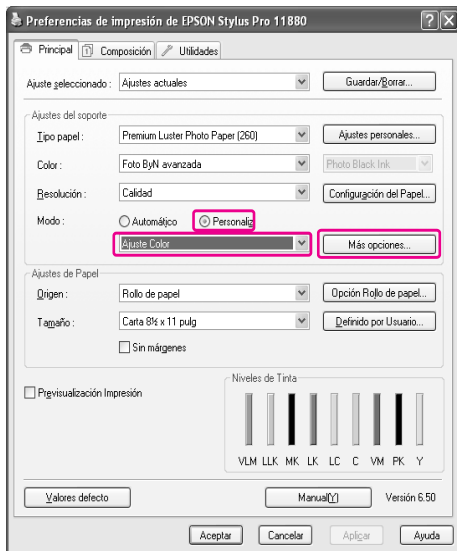 Preferencias de impresión de EPSON Stylus Pro 11880
Principal Composición Utilidades
Ajuste seleccionado : Ajustes actuales Guardar/Borrar...
Ajustes del soporte
Tipo papel : Premium Luster Photo Paper (260) Ajustes personales...
Color : Foto ByN avanzada Photo Black Ink
Resolución : Calidad Configuración del Papel...
Modo : Automático Personaliz
Ajuste Color Más opciones...
Ajustes de Papel
Origen : Rollo de papel Opción Rollo de papel...
Tamaño : Carta 8½ x 11 pulg Definido por Usuario...
Sin márgenes
Previsualización Impresión
Niveles de Tinta
VLM LLK MK LK LC C VM PK Y
Valores defecto Manual(Y) Versión 6.50
Aceptar Cancelar Aplicar Ayuda